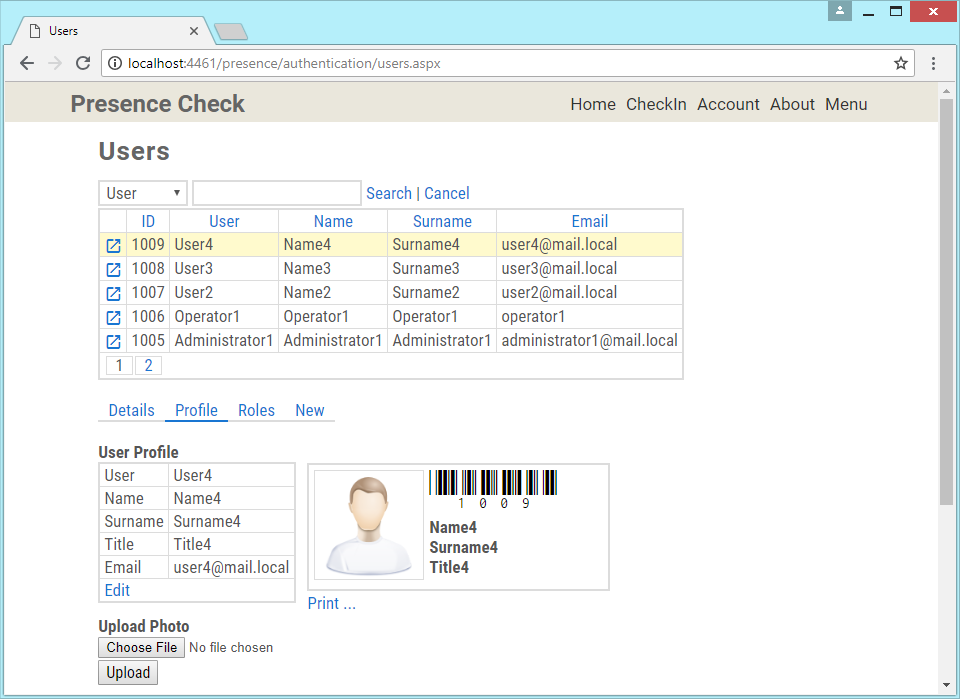 Users
localhost:4461/presence/authentication/users.aspx
Presence Check
Home CheckIn Account About Menu
Users
User Search | Cancel
ID User Name Surname Email
1009 User4 Name4 Surname4 user4@mail.local
1008 User3 Name3 Surname3 user3@mail.local
1007 User2 Name2 Surname2 user2@mail.local
1006 Operator1 Operator1 Operator1 operator1
1005 Administrator1 Administrator1 Administrator1 administrator1@mail.local
1 2
Details Profile Roles New
User Profile
User User4
Name Name4
Surname Surname4
Title Title4
Email user4@mail.local
Edit
1009
Name4
Surname4
Title4
Print ...
Upload Photo
Choose File No file chosen
Upload